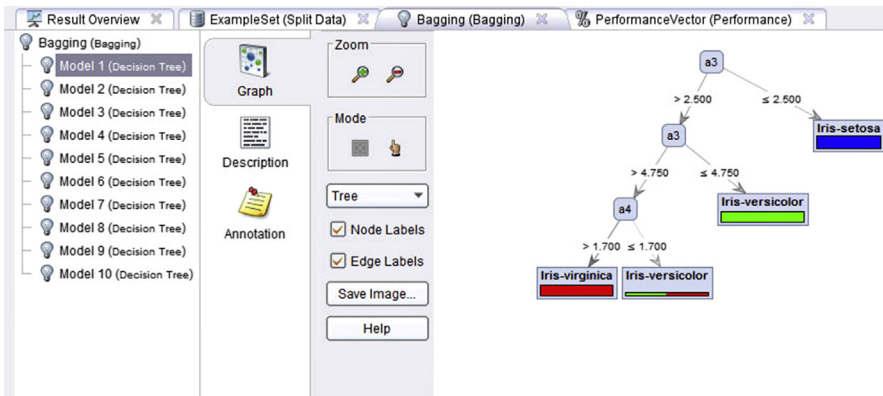 Result Overview
ExampleSet (Split Data)
Bagging (Bagging)
PerformanceVector (Performance)
Bagging (Bagging)
Model 1 (Decision Tree)
Model 2 (Decision Tree)
Model 3 (Decision Tree)
Model 4 (Decision Tree)
Model 5 (Decision Tree)
Model 6 (Decision Tree)
Model 7 (Decision Tree)
Model 8 (Decision Tree)
Model 9 (Decision Tree)
Model 10 (Decision Tree)
Graph
Description
Annotation
Zoom
Mode
Tree
Node Labels
Edge Labels
Save Image...
Help
a3
> 2.500 ≤ 2.500
a3
Iris-setosa
> 4.750 ≤ 4.750
a4
Iris-versicolor
> 1.700 ≤ 1.700
Iris-virginica
Iris-versicolor